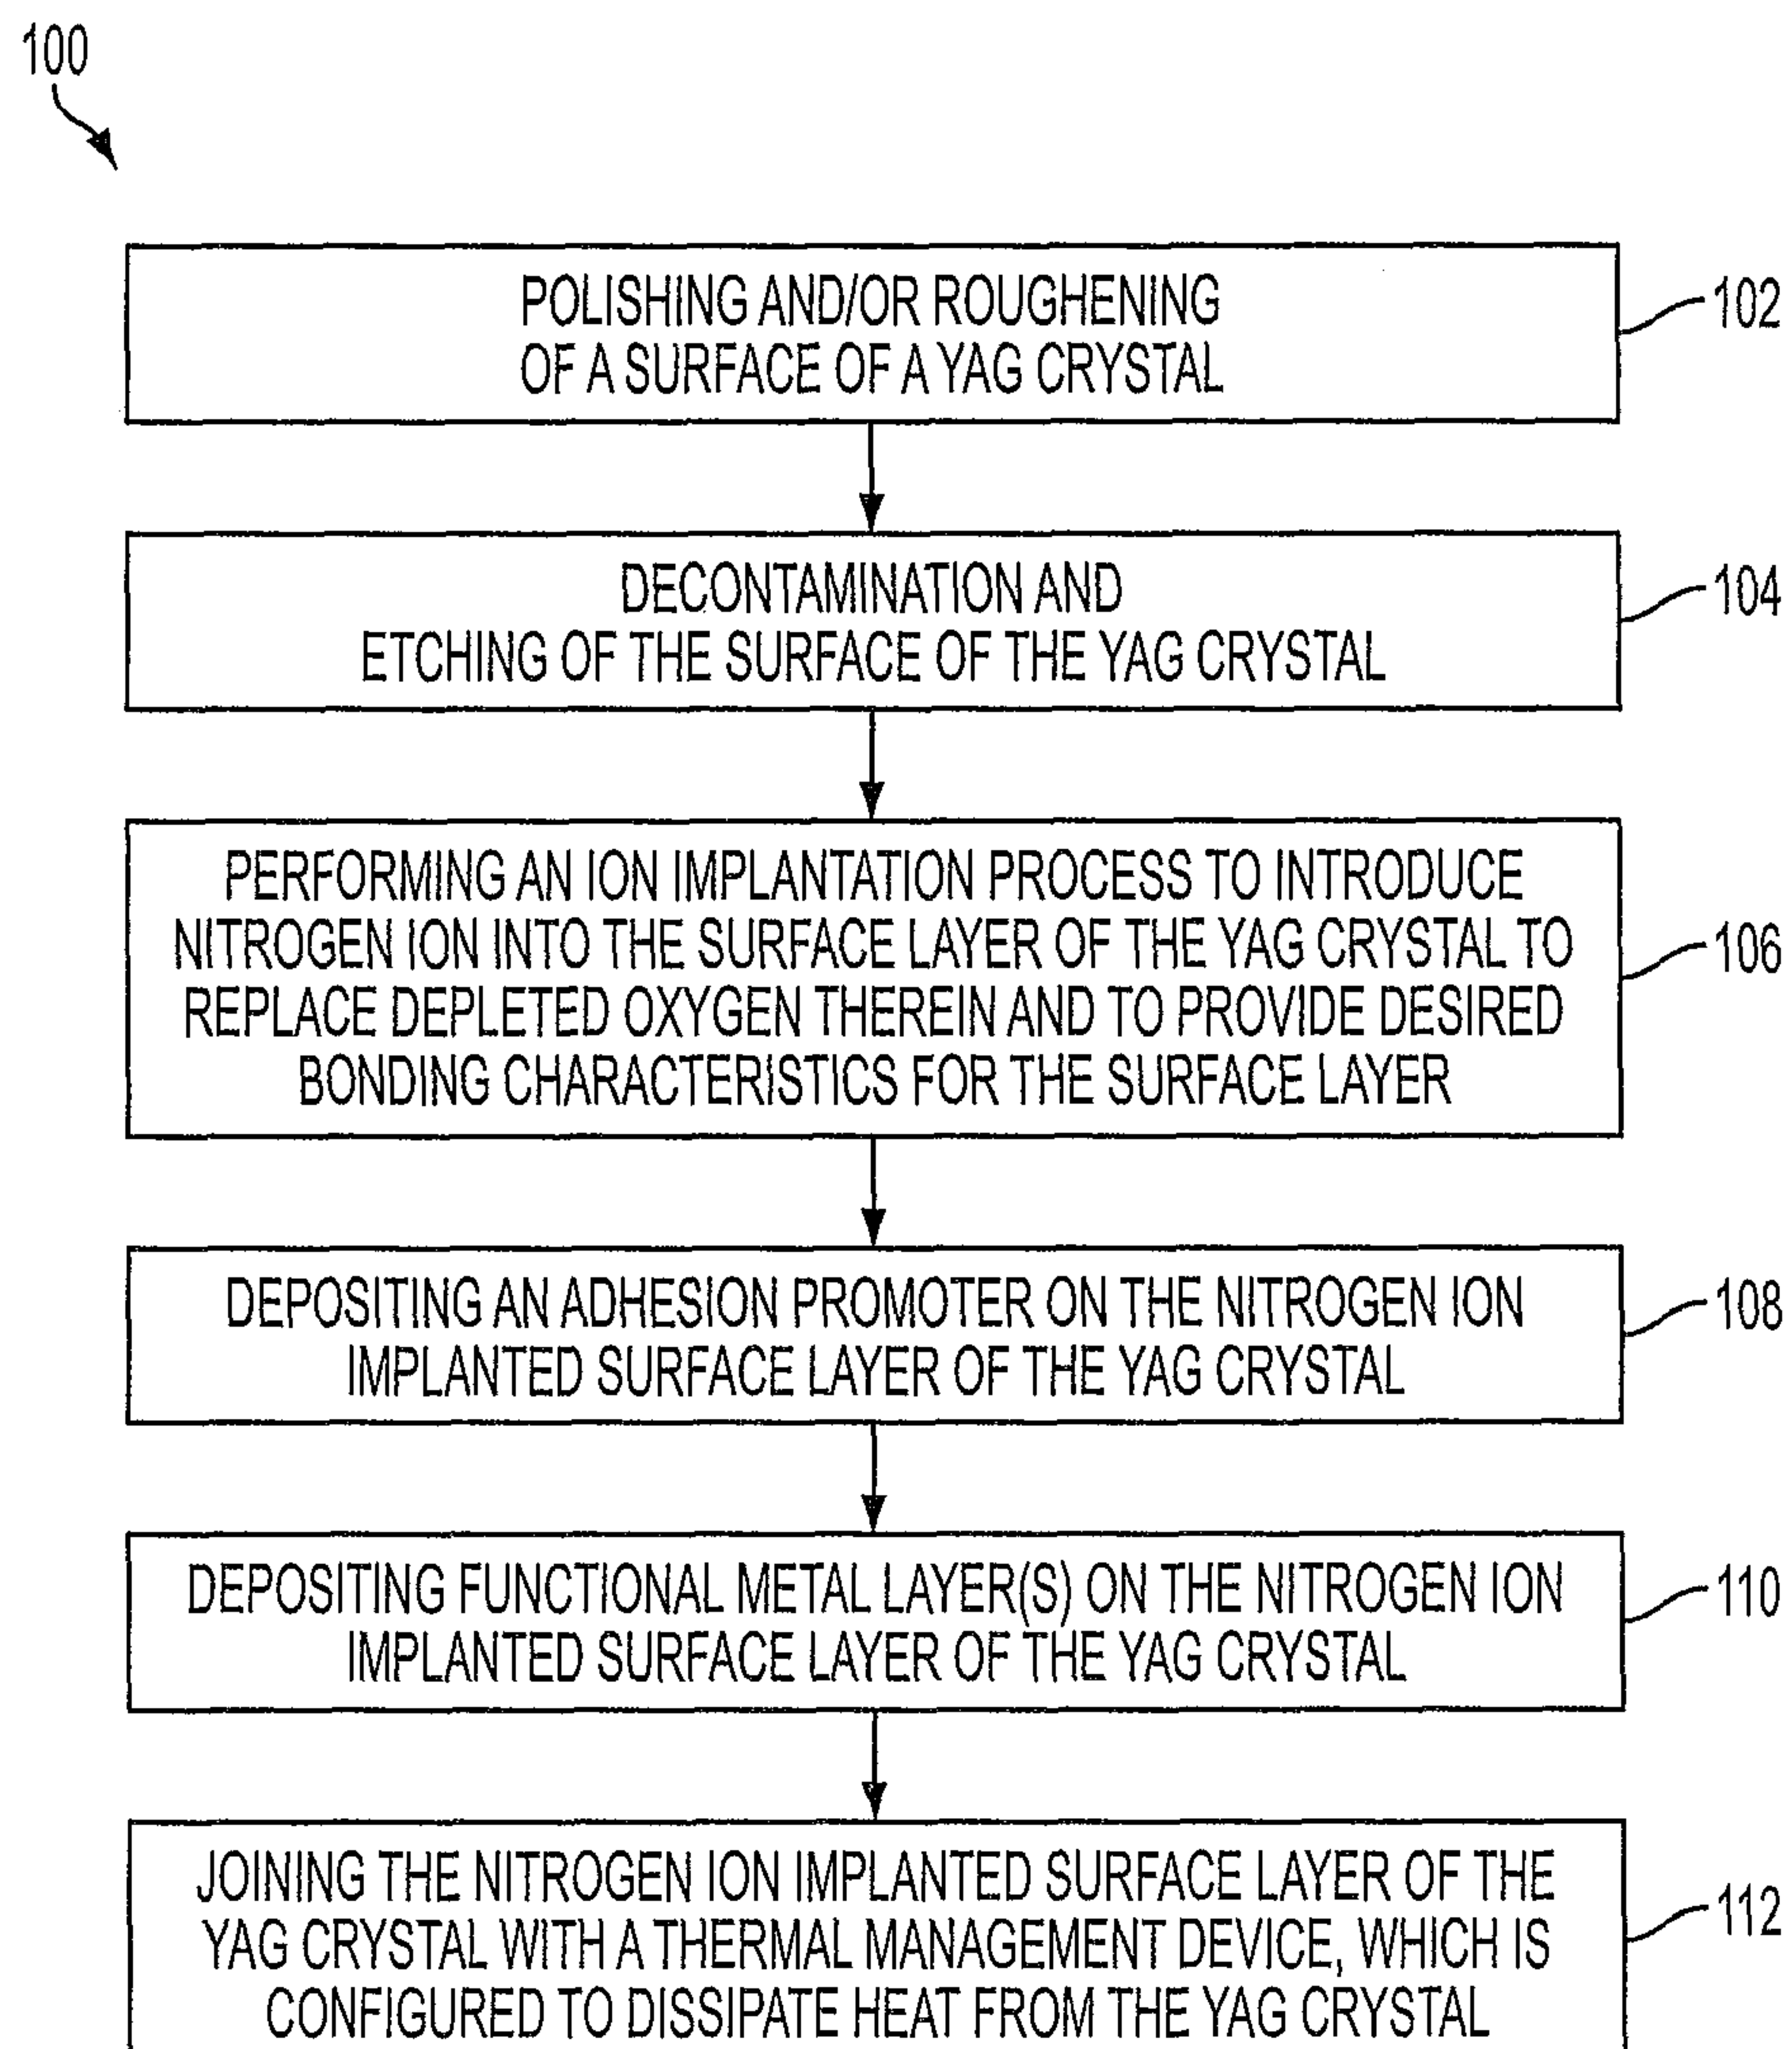 100
POLISHING AND/OR ROUGHENING
OF A SURFACE OF A YAG CRYSTAL
102
DECONTAMINATION AND
ETCHING OF THE SURFACE OF THE YAG CRYSTAL
104
PERFORMING AN ION IMPLANTATION PROCESS TO INTRODUCE
NITROGEN ION INTO THE SURFACE LAYER OF THE YAG CRYSTAL TO
REPLACE DEPLETED OXYGEN THEREIN AND TO PROVIDE DESIRED
BONDING CHARACTERISTICS FOR THE SURFACE LAYER
106
DEPOSITING AN ADHESION PROMOTER ON THE NITROGEN ION
IMPLANTED SURFACE LAYER OF THE YAG CRYSTAL
108
DEPOSITING FUNCTIONAL METAL LAYER(S) ON THE NITROGEN ION
IMPLANTED SURFACE LAYER OF THE YAG CRYSTAL
110
JOINING THE NITROGEN ION IMPLANTED SURFACE LAYER OF THE
YAG CRYSTAL WITH A THERMAL MANAGEMENT DEVICE, WHICH IS
CONFIGURED TO DISSIPATE HEAT FROM THE YAG CRYSTAL
112